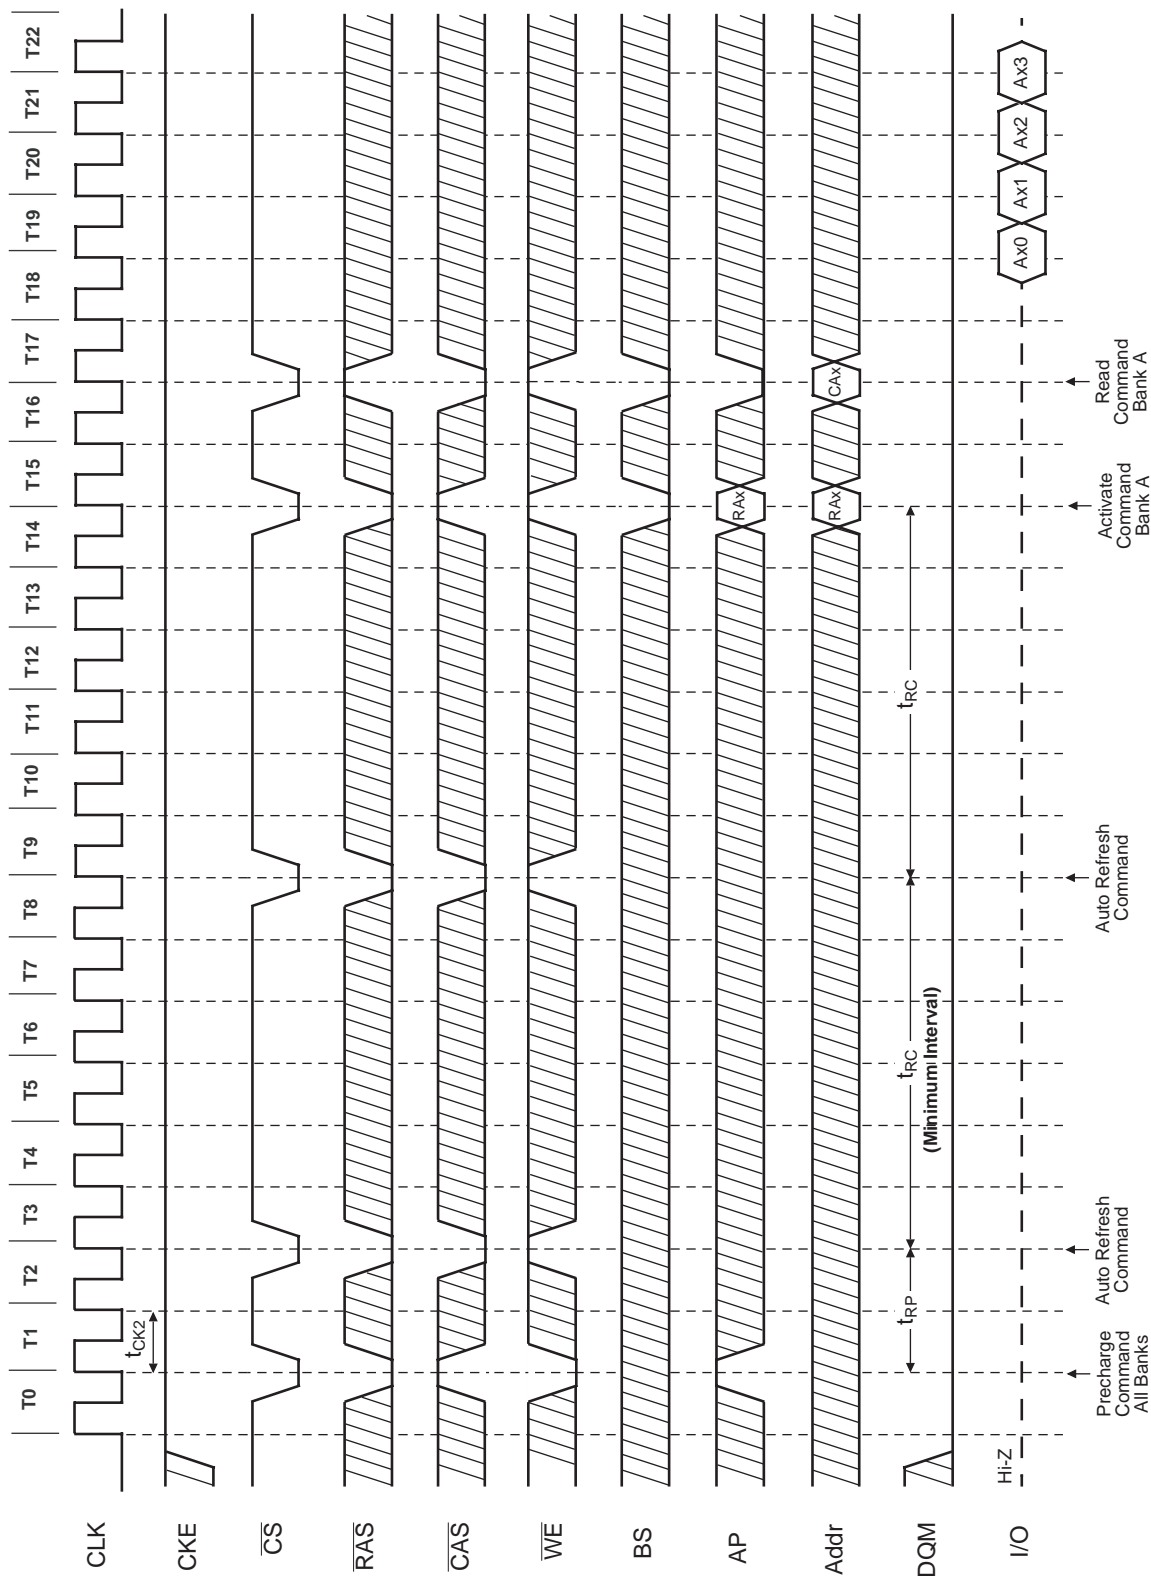 T0 T1 T2 T3 T4 T5 T6 T7 T8 T9 T10 T11 T12 T13 T14 T15 T16 T17 T18 T19 T20 T21 T22
CLK
tCK2
CKE
CS
RAS
CAS
WE
BS
AP
RAx
Addr
RAx
CAx
tRP
tRC
tRC
(Minimum Interval)
DQM
Hi-Z
I/O
Ax0
Ax1
Ax2
Ax3
Precharge
Command
All Banks
Auto Refresh
Command
Auto Refresh
Command
Activate
Command
Bank A
Read
Command
Bank A